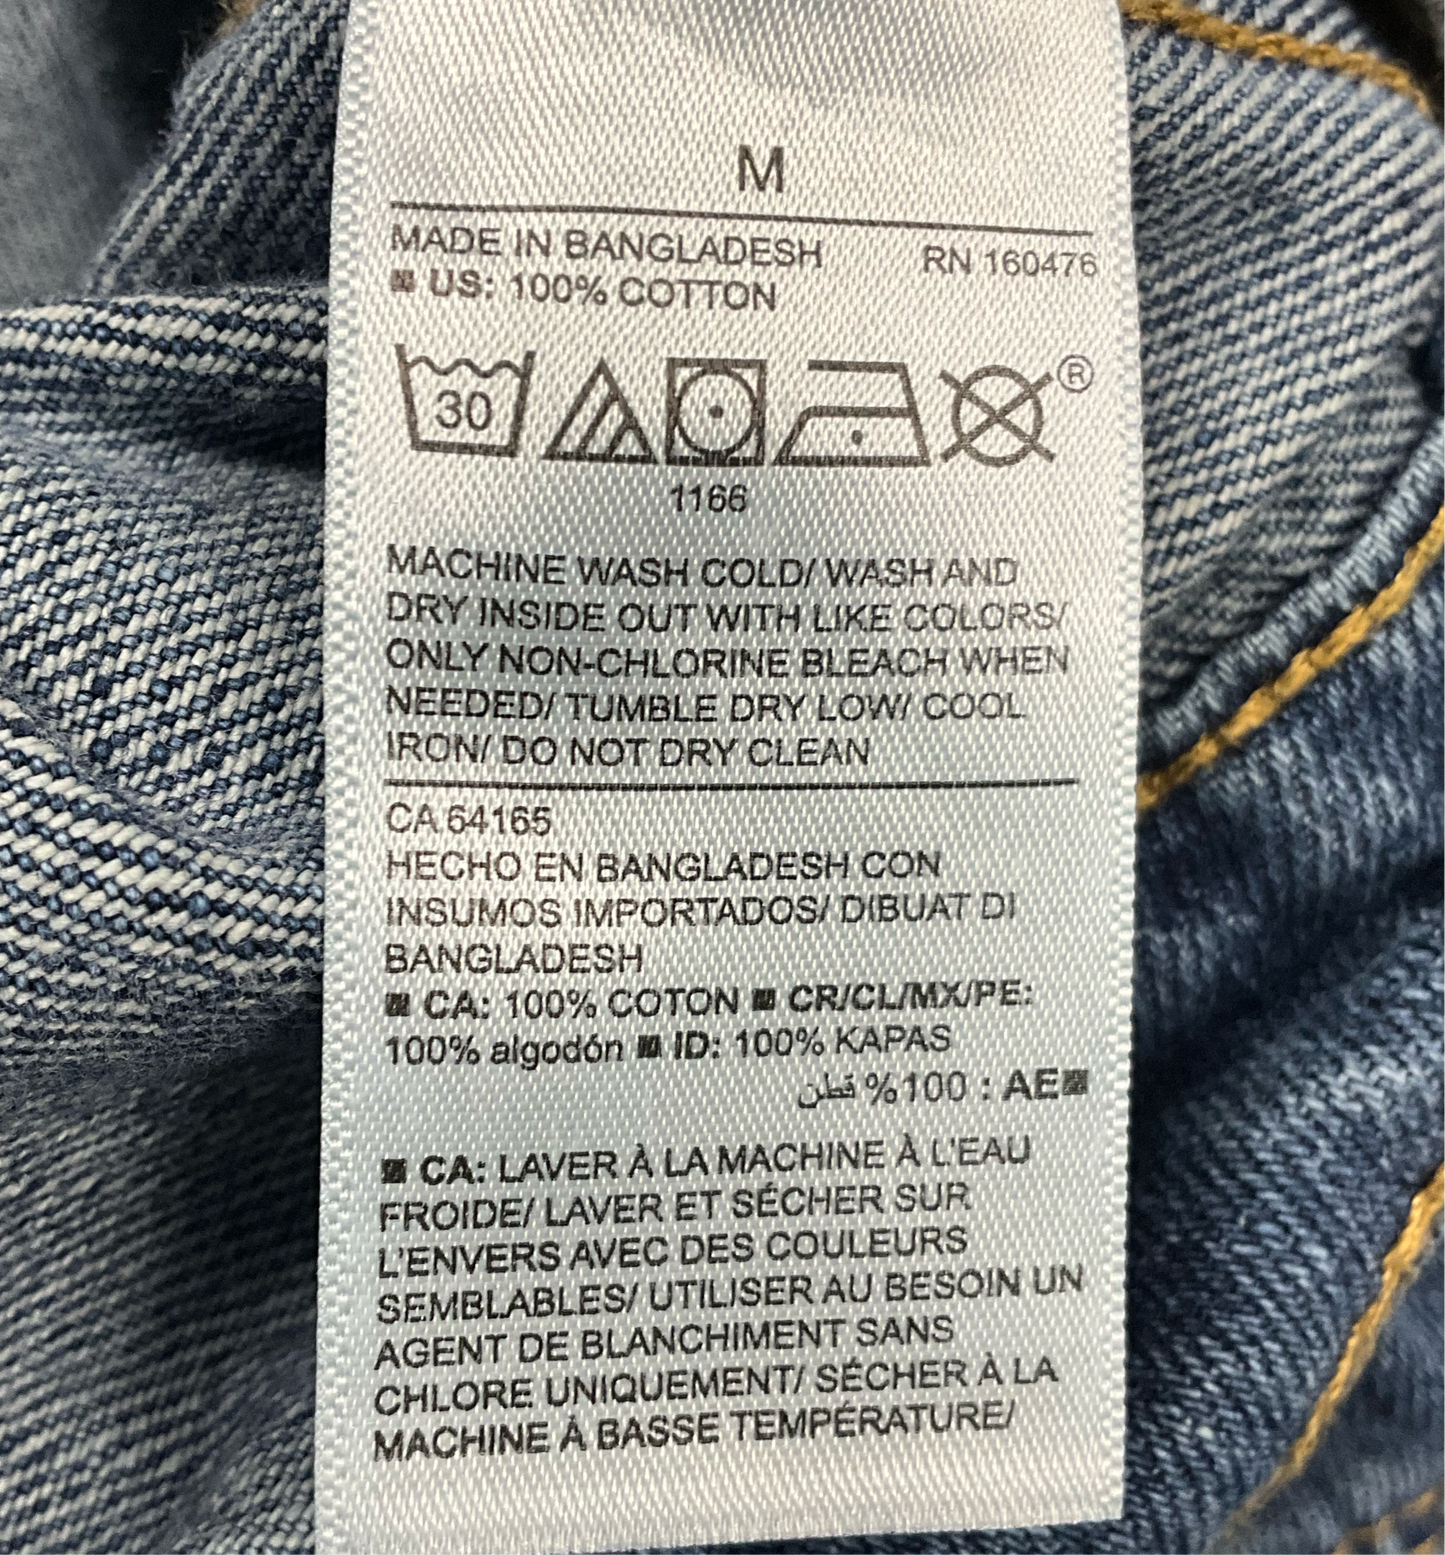 M
MADE IN BANGLADESH RN 160476
US: 100% COTTON
30 ®
1166
MACHINE WASH COLD/ WASH AND
DRY INSIDE OUT WITH LIKE COLORS/
ONLY NON-CHLORINE BLEACH WHEN
NEEDED/ TUMBLE DRY LOW/ COOL
IRON/ DO NOT DRY CLEAN
CA 64165
HECHO EN BANGLADESH CON
INSUMOS IMPORTADOS/ DIBUAT DI
BANGLADESH
■ CA: 100% COTON ■ CR/CL/MX/PE:
100% algodón ■ ID: 100% KAPAS
■AE : 100% قطن
■ CA: LAVER À LA MACHINE À L'EAU
FROIDE/ LAVER ET SÉCHER SUR
L'ENVERS AVEC DES COULEURS
SEMBLABLES/ UTILISER AU BESOIN UN
AGENT DE BLANCHIMENT SANS
CHLORE UNIQUEMENT/ SÉCHER À LA
MACHINE À BASSE TEMPÉRATURE/